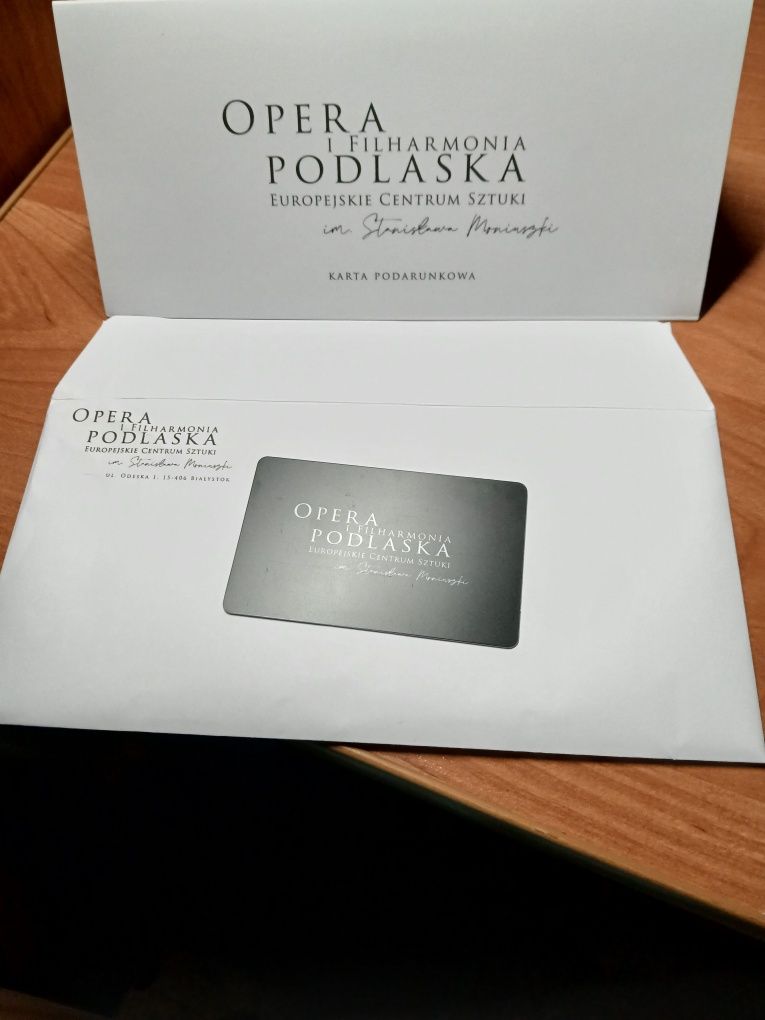 OPERA
I FILHARMONIA
PODLASKA
EUROPEJSKIE CENTRUM SZTUKI
im. Stanisława Moniuszki
KARTA PODARUNKOWA
OPERA
I FILHARMONIA
PODLASKA
EUROPEJSKIE CENTRUM SZTUKI
im. Stanisława Moniuszki
UL. ODESKA 1, 15-406 BIAŁYSTOK
OPERA
I FILHARMONIA
PODLASKA
EUROPEJSKIE CENTRUM SZTUKI
im. Stanisława Moniuszki